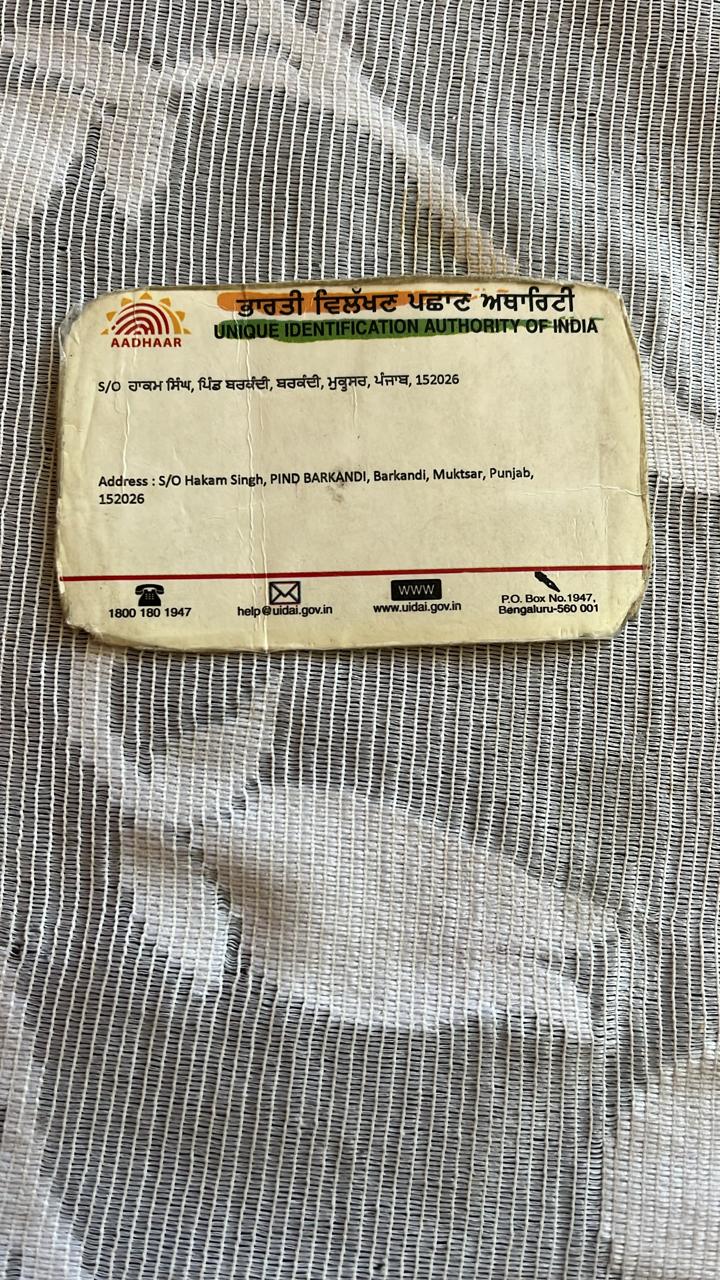 ਭਾਰਤੀ ਵਿਲੱਖਣ ਪਛਾਣ ਅਥਾਰਿਟੀ
UNIQUE IDENTIFICATION AUTHORITY OF INDIA
AADHAAR
S/O ਹਾਕਮ ਸਿੰਘ, ਪਿੰਡ ਬਰਕੰਦੀ, ਬਰਕੰਦੀ, ਮੁਕ੍ਤਸਰ, ਪੰਜਾਬ, 152026
Address : S/O Hakam Singh, PIND BARKANDI, Barkandi, Muktsar, Punjab,
152026
1800 180 1947
help@uidai.gov.in
WWW
www.uidai.gov.in
P.O. Box No.1947,
Bengaluru-560 001